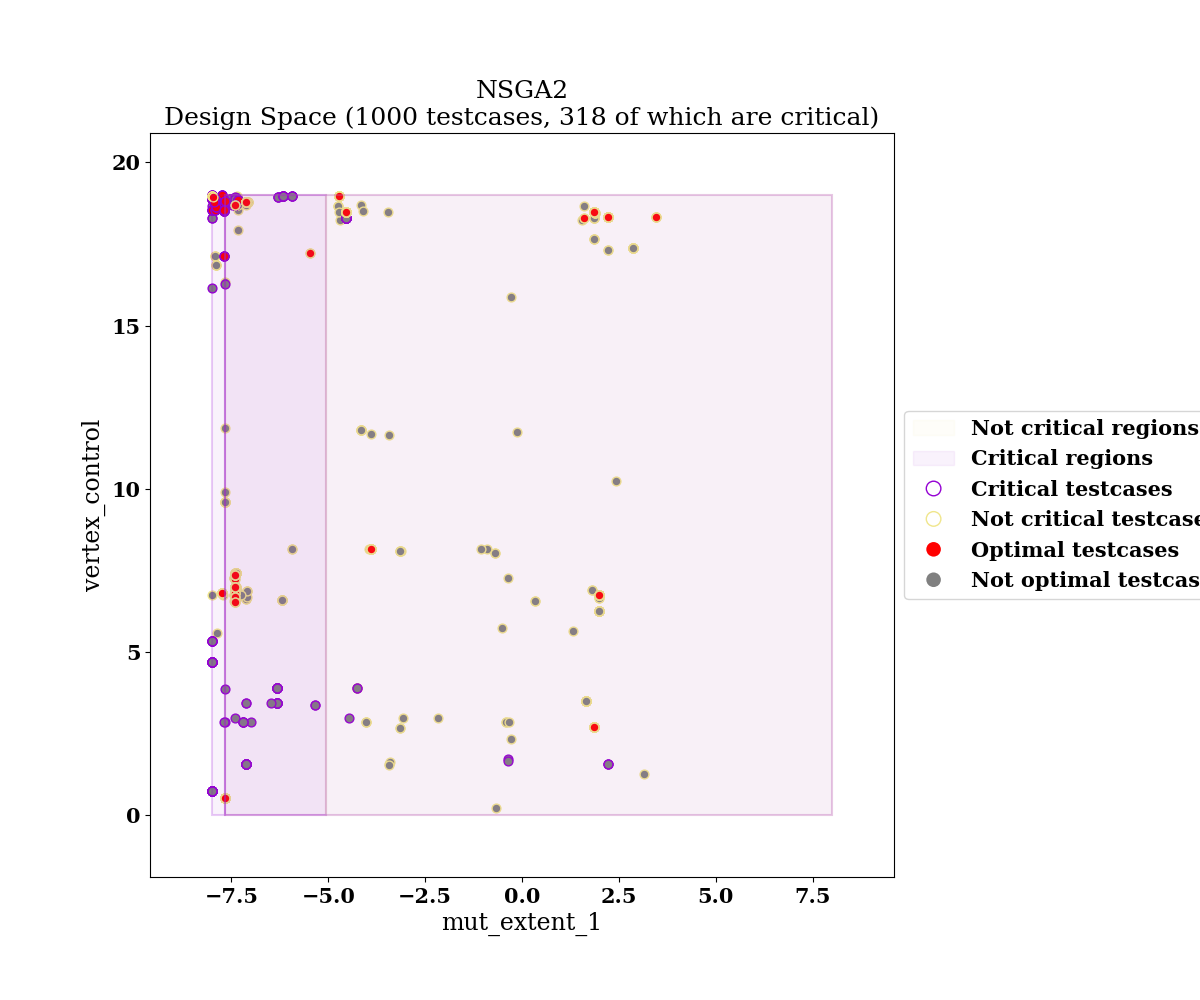 NSGA2
Design Space (1000 testcases, 318 of which are critical)
20
15
10
5
0
vertex_control
−7.5
−5.0
−2.5
0.0
2.5
5.0
7.5
mut_extent_1
Not critical regions
Critical regions
Critical testcases
Not critical testcase
Optimal testcases
Not optimal testcas